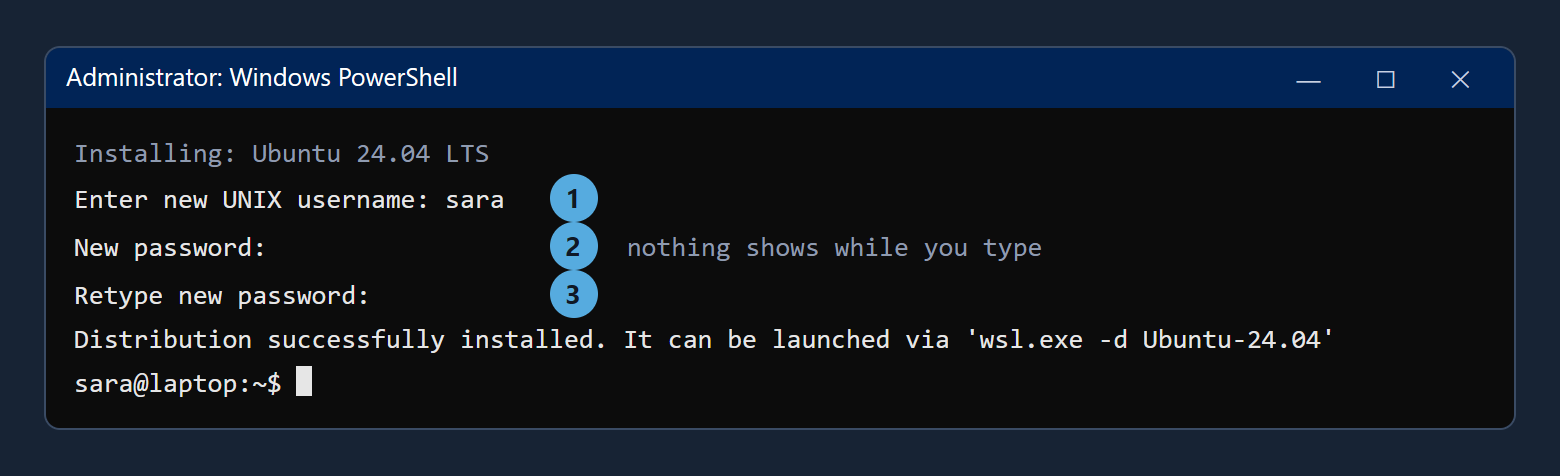 Administrator: Windows PowerShell
Installing: Ubuntu 24.04 LTS
Enter new UNIX username: sara 1
New password: 2 nothing shows while you type
Retype new password: 3
Distribution successfully installed. It can be launched via 'wsl.exe -d Ubuntu-24.04'
sara@laptop:~$